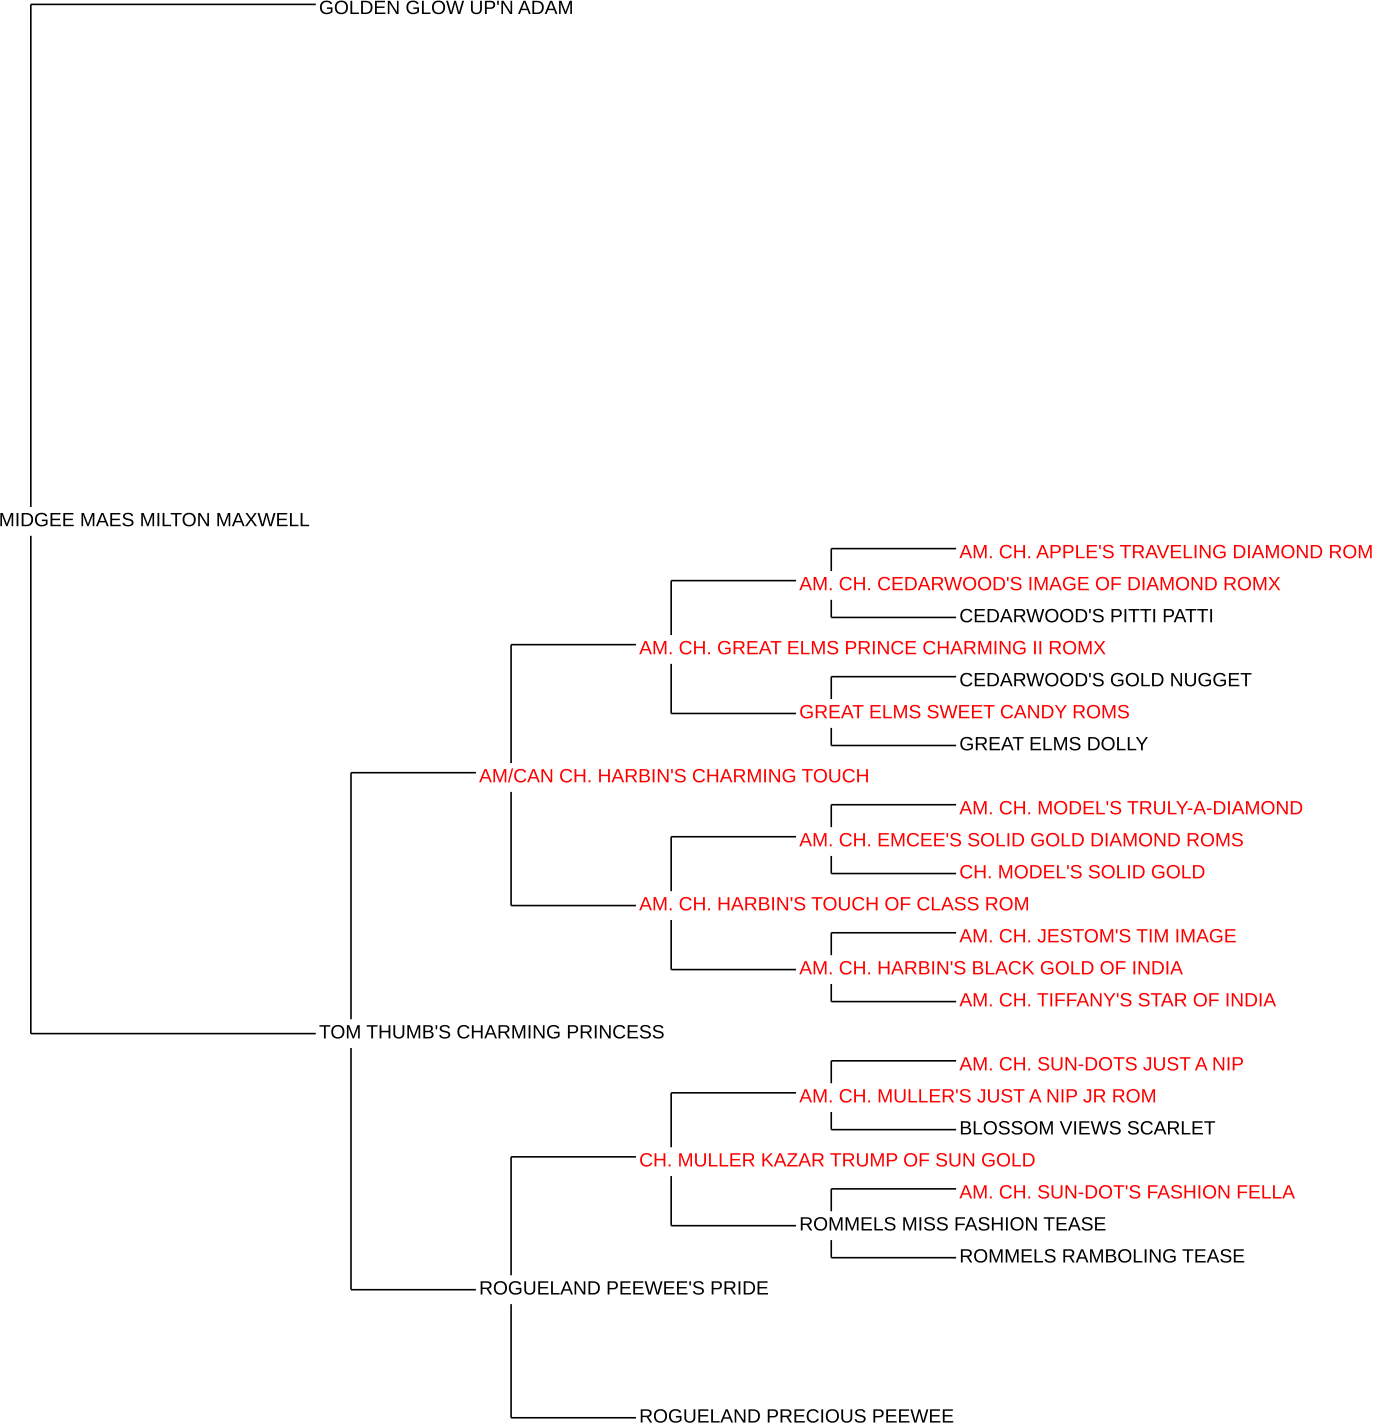 GOLDEN GLOW UP'N ADAM
MIDGEE MAES MILTON MAXWELL
AM. CH. APPLE'S TRAVELING DIAMOND ROM
AM. CH. CEDARWOOD'S IMAGE OF DIAMOND ROMX
CEDARWOOD'S PITTI PATTI
AM. CH. GREAT ELMS PRINCE CHARMING II ROMX
CEDARWOOD'S GOLD NUGGET
GREAT ELMS SWEET CANDY ROMS
GREAT ELMS DOLLY
AM/CAN CH. HARBIN'S CHARMING TOUCH
AM. CH. MODEL'S TRULY-A-DIAMOND
AM. CH. EMCEE'S SOLID GOLD DIAMOND ROMS
CH. MODEL'S SOLID GOLD
AM. CH. HARBIN'S TOUCH OF CLASS ROM
AM. CH. JESTOM'S TIM IMAGE
AM. CH. HARBIN'S BLACK GOLD OF INDIA
AM. CH. TIFFANY'S STAR OF INDIA
TOM THUMB'S CHARMING PRINCESS
AM. CH. SUN-DOTS JUST A NIP
AM. CH. MULLER'S JUST A NIP JR ROM
BLOSSOM VIEWS SCARLET
CH. MULLER KAZAR TRUMP OF SUN GOLD
AM. CH. SUN-DOT'S FASHION FELLA
ROMMELS MISS FASHION TEASE
ROMMELS RAMBOLING TEASE
ROGUELAND PEEWEE'S PRIDE
ROGUELAND PRECIOUS PEEWEE